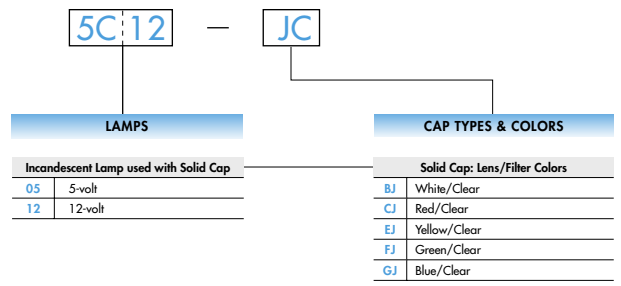 5C 12 — JC
LAMPS
Incandescent Lamp used with Solid Cap
05 5-volt
12 12-volt
CAP TYPES & COLORS
Solid Cap: Lens/Filter Colors
BJ White/Clear
CJ Red/Clear
EJ Yellow/Clear
FJ Green/Clear
GJ Blue/Clear